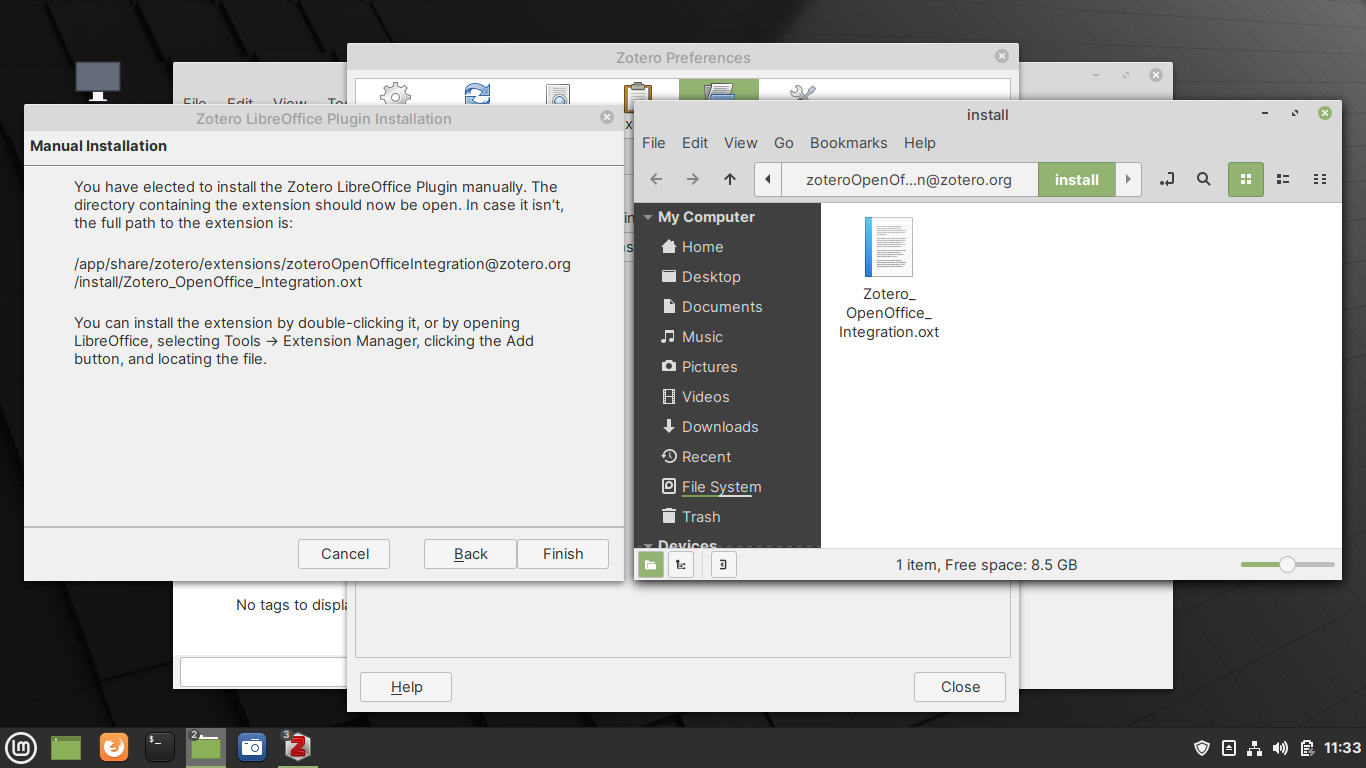 Zotero Preferences
File Edit View
Zotero LibreOffice Plugin Installation
Manual Installation
You have elected to install the Zotero LibreOffice Plugin manually. The
directory containing the extension should now be open. In case it isn’t,
the full path to the extension is:
/app/share/zotero/extensions/zoteroOpenOfficeIntegration@zotero.org
/install/Zotero_OpenOffice_Integration.oxt
You can install the extension by double-clicking it, or by opening
LibreOffice, selecting Tools → Extension Manager, clicking the Add
button, and locating the file.
Cancel Back Finish
install
File Edit View Go Bookmarks Help
zoteroOpenOf...n@zotero.org install
My Computer
Home
Desktop
Documents
Music
Pictures
Videos
Downloads
Recent
File System
Trash
Devices
Zotero_
OpenOffice_
Integration.oxt
1 item, Free space: 8.5 GB
No tags to displa
Help Close
2 3
11:33